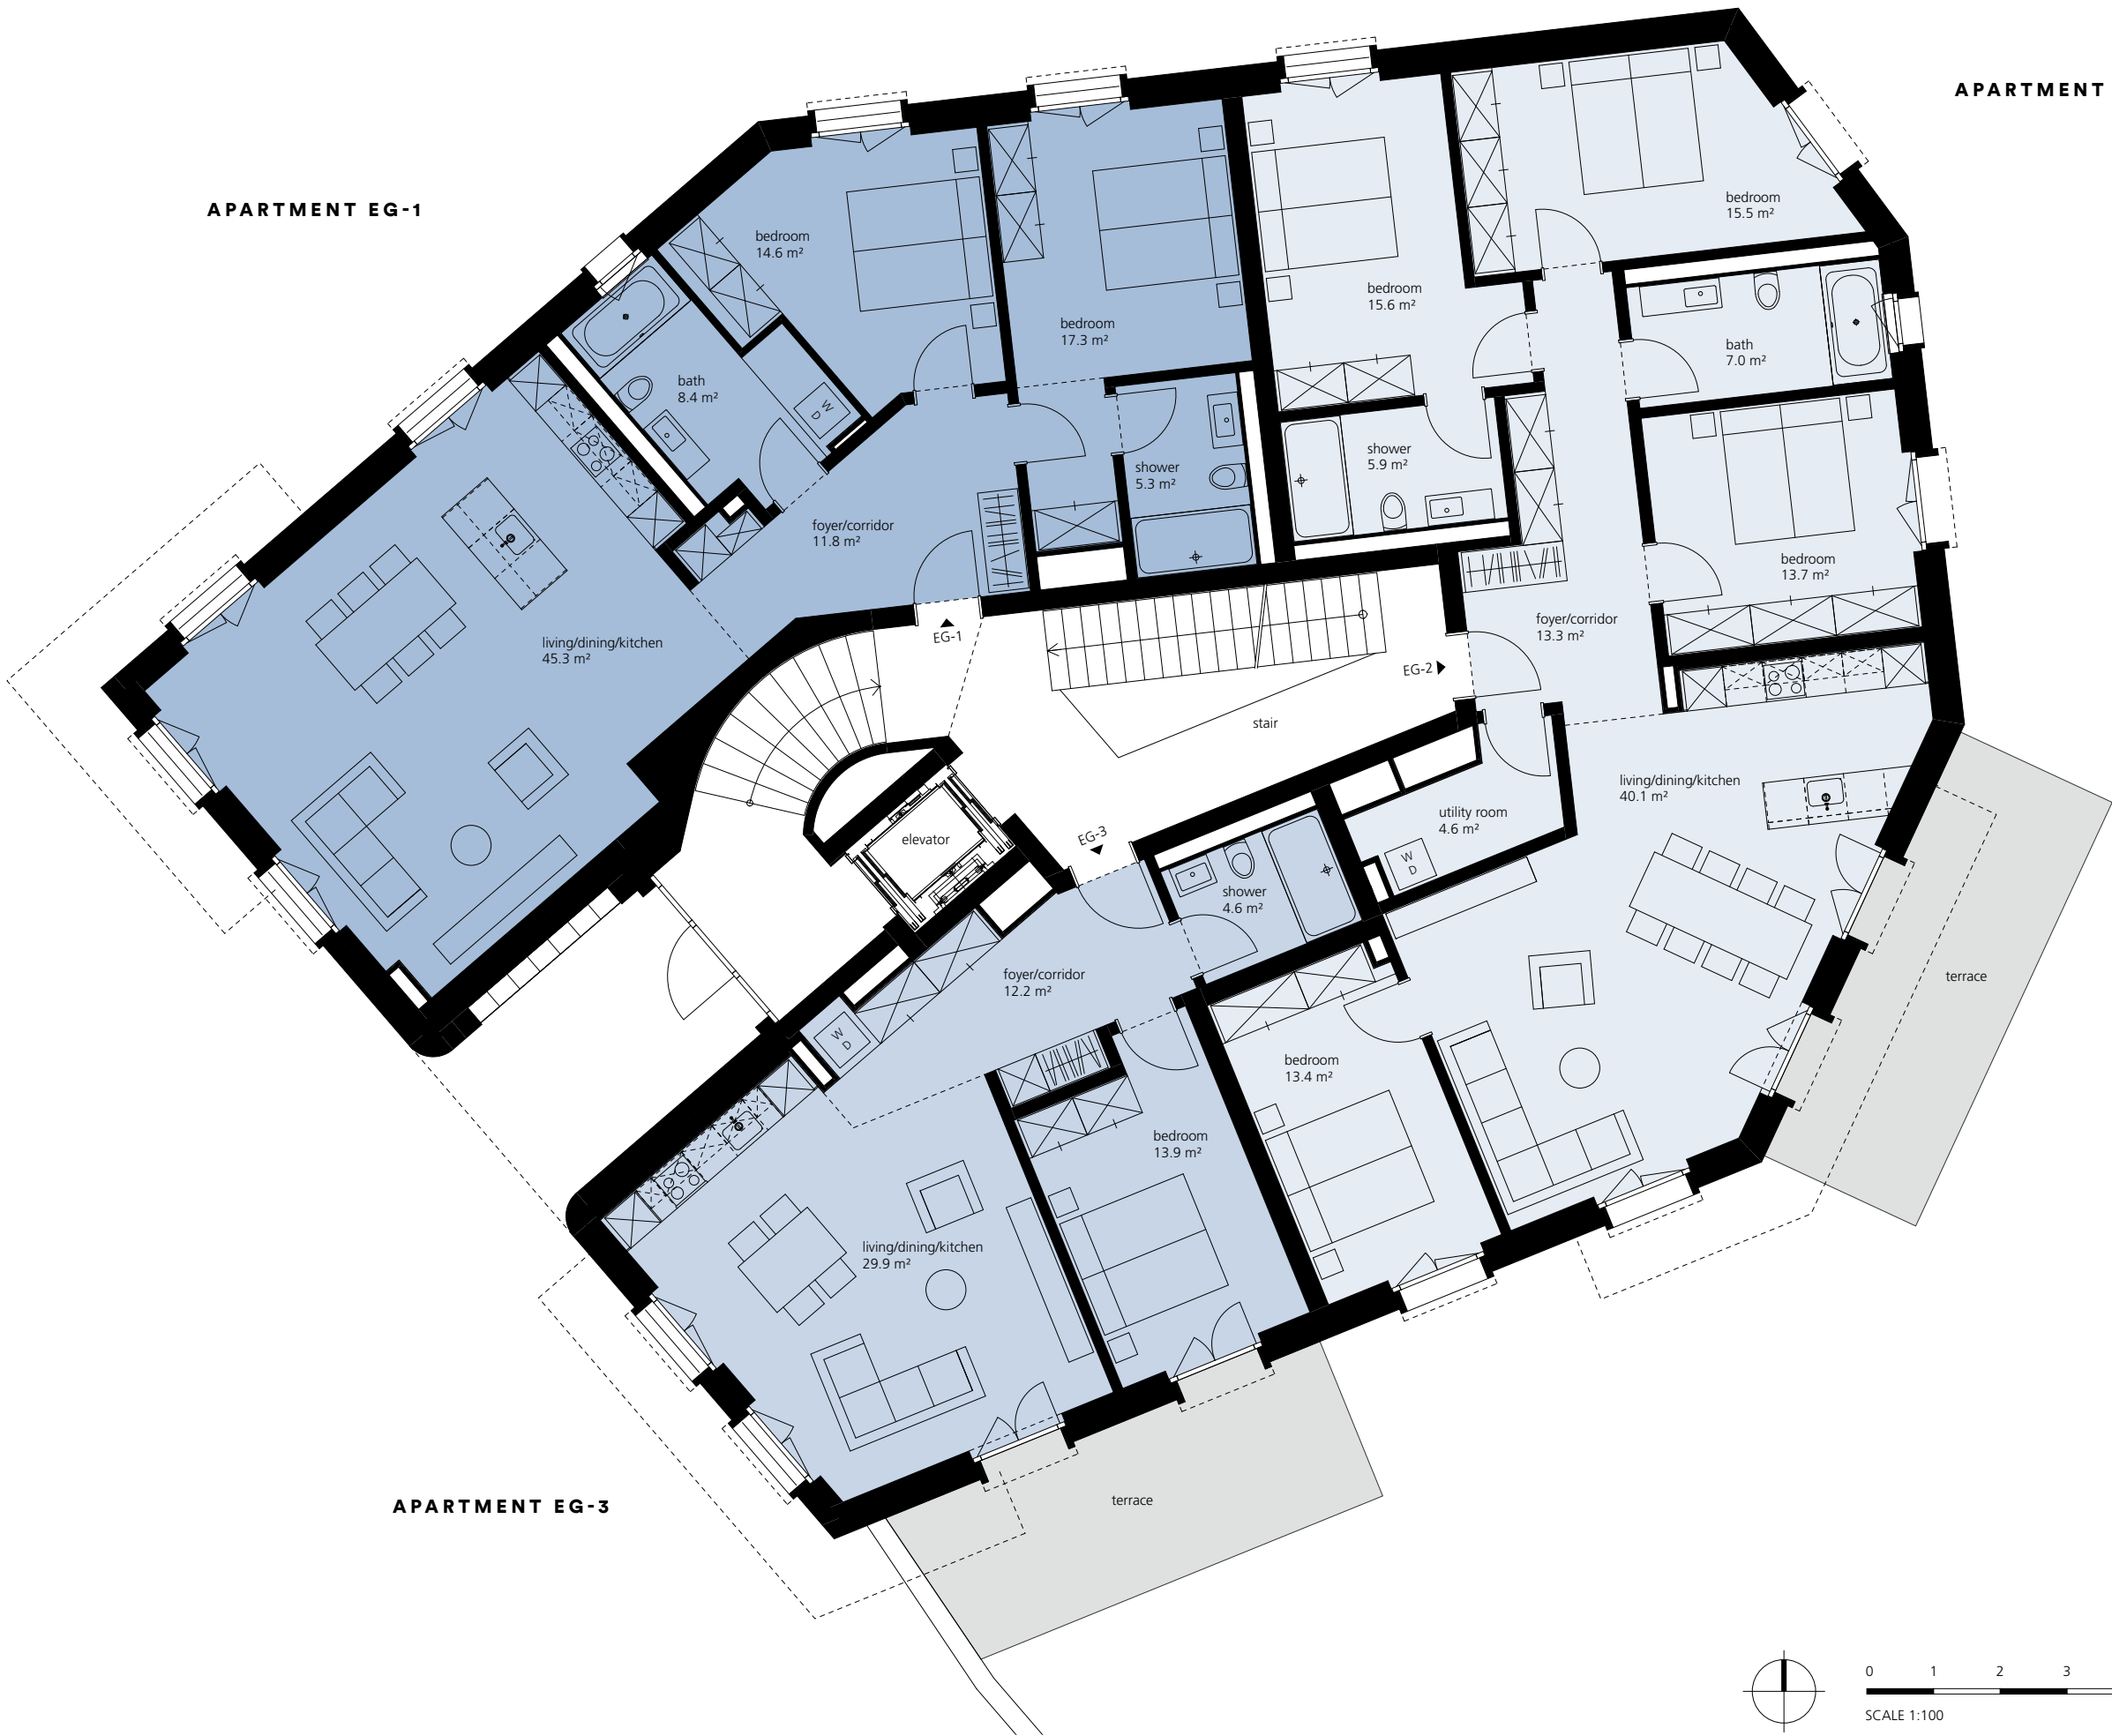 APARTMENT
APARTMENT EG-1
bedroom
15.5 m²
bedroom
14.6 m²
bedroom
15.6 m²
bedroom
17.3 m²
bath
7.0 m²
bath
8.4 m²
W
D
shower
5.9 m²
shower
5.3 m²
foyer/corridor
11.8 m²
bedroom
13.7 m²
foyer/corridor
13.3 m²
living/dining/kitchen
45.3 m²
EG-1
EG-2
stair
living/dining/kitchen
40.1 m²
utility room
4.6 m²
elevator
EG-3
W
D
shower
4.6 m²
foyer/corridor
12.2 m²
terrace
W
D
bedroom
13.4 m²
bedroom
13.9 m²
living/dining/kitchen
29.9 m²
terrace
APARTMENT EG-3
0 1 2 3
SCALE 1:100